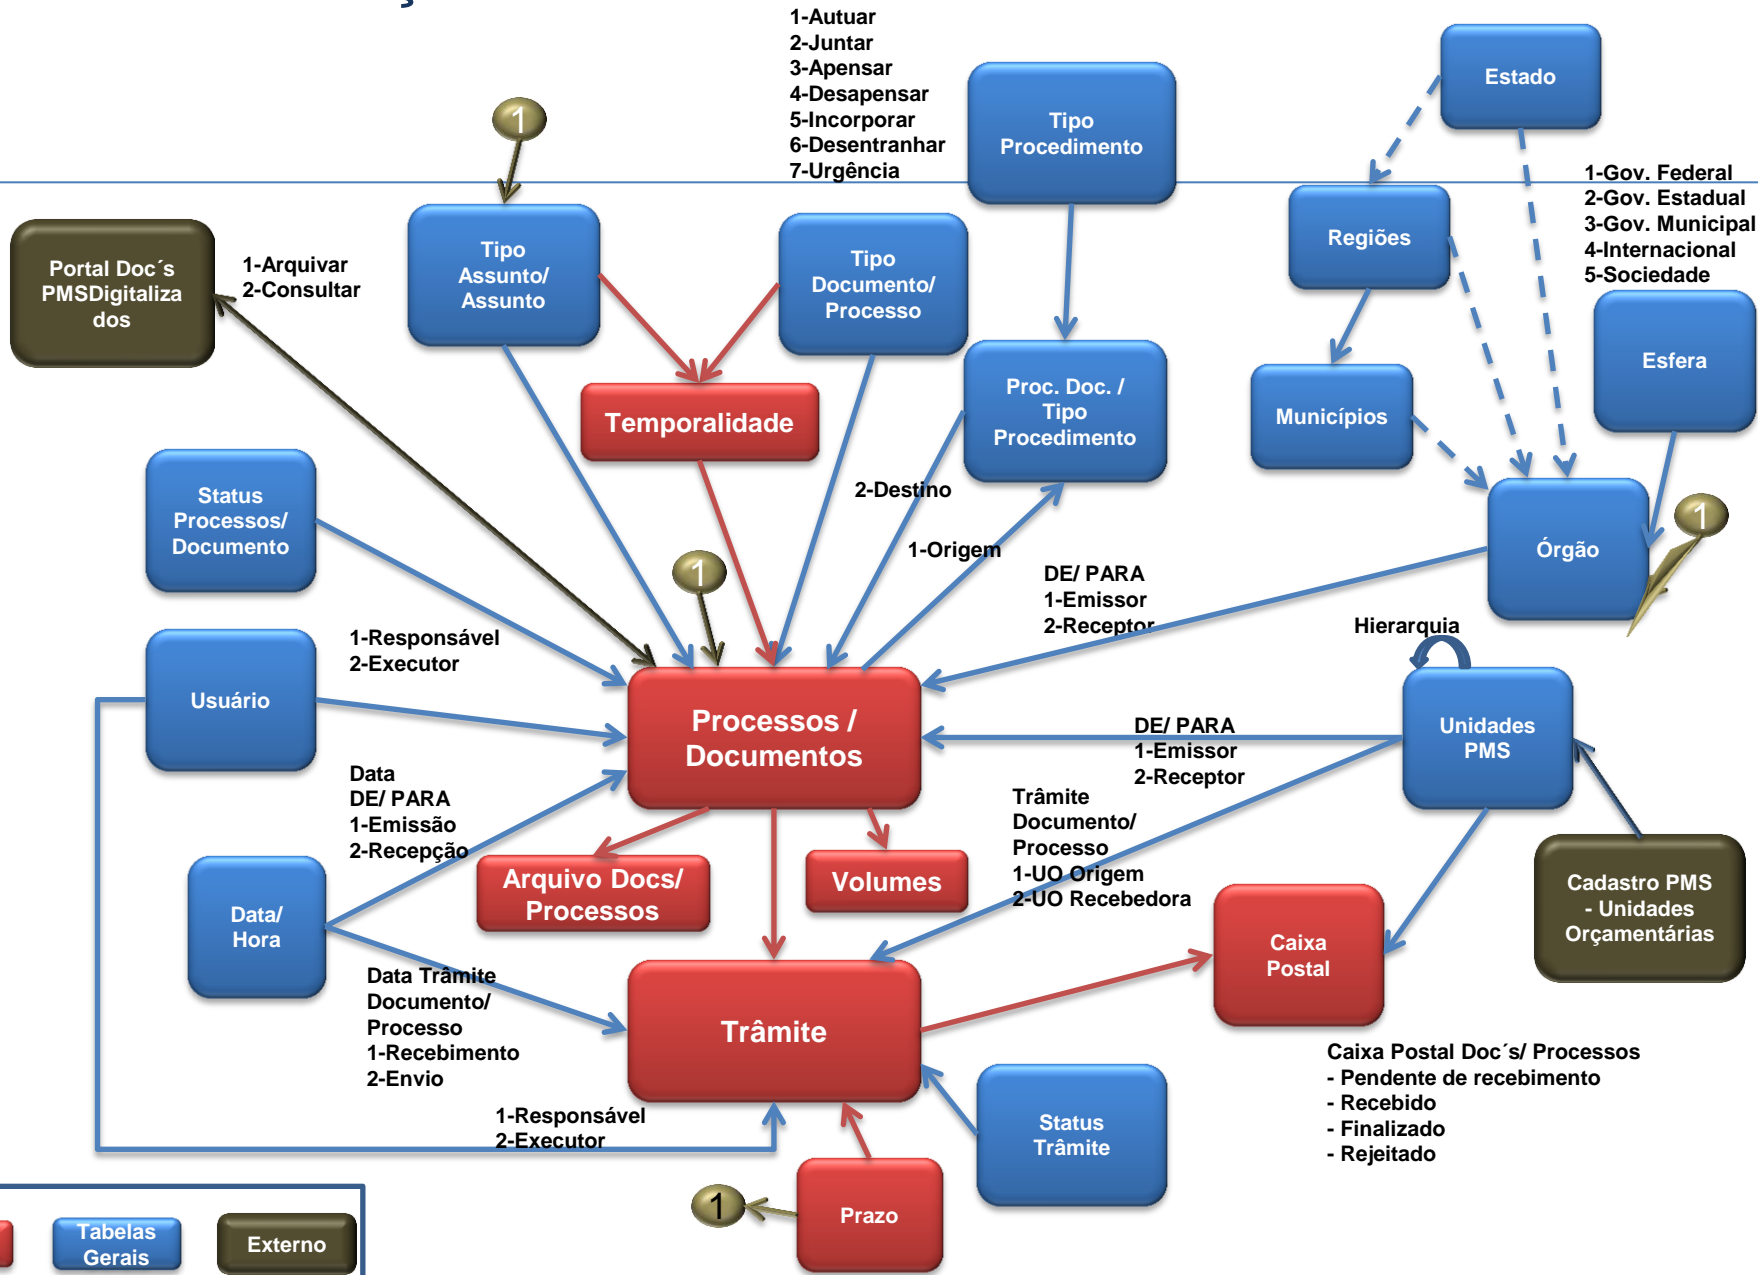 1-Autuar
2-Juntar
3-Apensar
4-Desapensar
5-Incorporar
6-Desentranhar
7-Urgência
Tipo
Procedimento
Estado
1
1-Gov. Federal
2-Gov. Estadual
3-Gov. Municipal
4-Internacional
5-Sociedade
Portal Doc´s
PMSDigitaliza
dos
1-Arquivar
2-Consultar
Tipo
Assunto/
Assunto
Tipo
Documento/
Processo
Regiões
Esfera
Temporalidade
Proc. Doc. /
Tipo
Procedimento
Municípios
Status
Processos/
Documento
2-Destino
1-Origem
1
Órgão
1
DE/ PARA
1-Emissor
2-Receptor
Hierarquia
1-Responsável
2-Executor
Usuário
Processos /
Documentos
DE/ PARA
1-Emissor
2-Receptor
Unidades
PMS
Data
DE/ PARA
1-Emissão
2-Recepção
Trâmite
Documento/
Processo
1-UO Origem
2-UO Recebedora
Arquivo Docs/
Processos
Volumes
Cadastro PMS
- Unidades
Orçamentárias
Data/
Hora
Caixa
Postal
Data Trâmite
Documento/
Processo
1-Recebimento
2-Envio
Trâmite
Caixa Postal Doc´s/ Processos
- Pendente de recebimento
- Recebido
- Finalizado
- Rejeitado
1-Responsável
2-Executor
Status
Trâmite
1
Prazo
Tabelas
Gerais
Externo